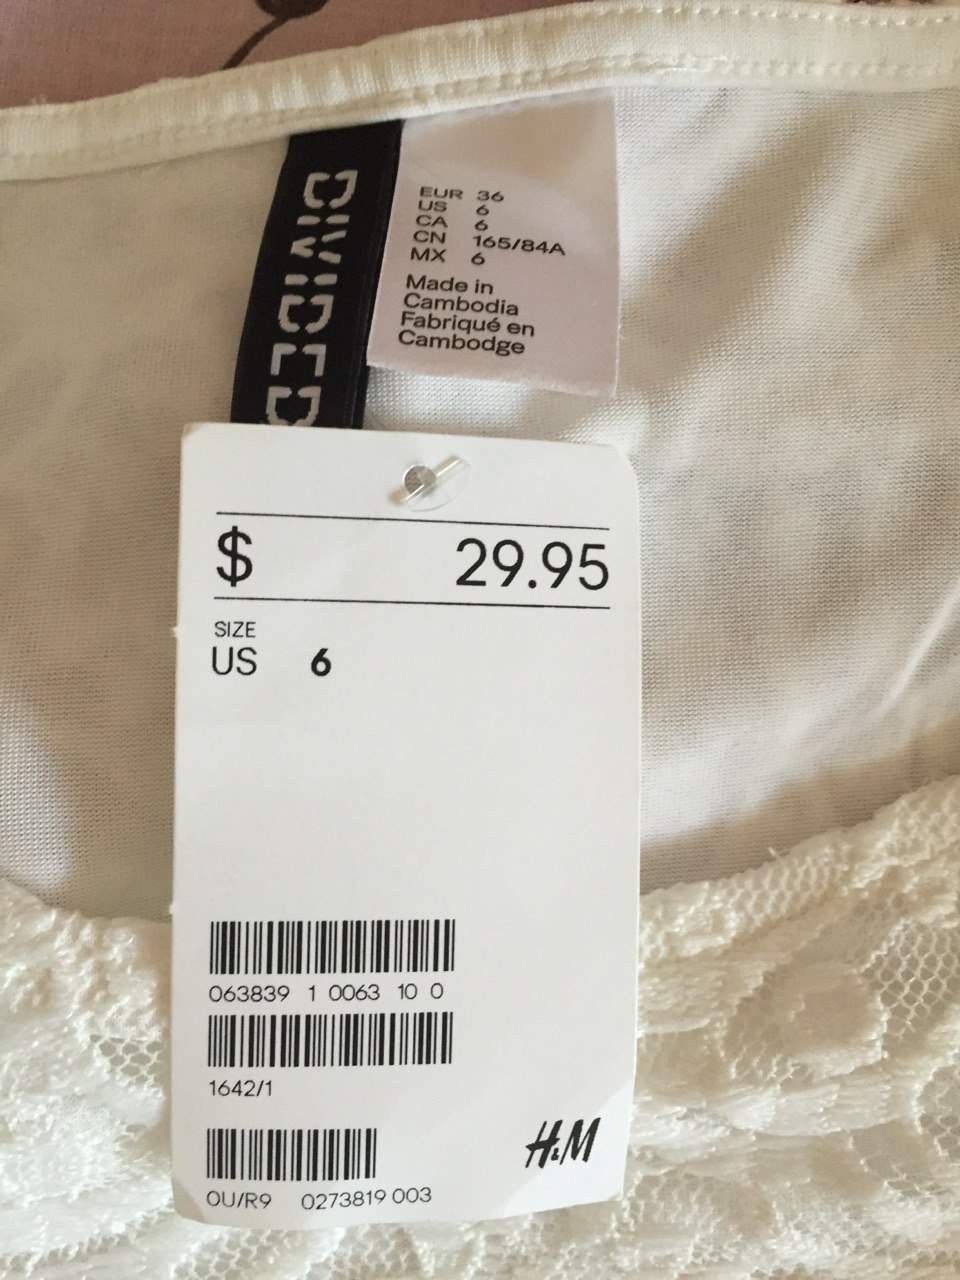 DIVIDED
EUR 36
US 6
CA 6
CN 165/84A
MX 6
Made in
Cambodia
Fabriqué en
Cambodge
$ 29.95
SIZE
US 6
063839 1 0063 10 0
1642/1
H&M
OU/R9 0273819 003